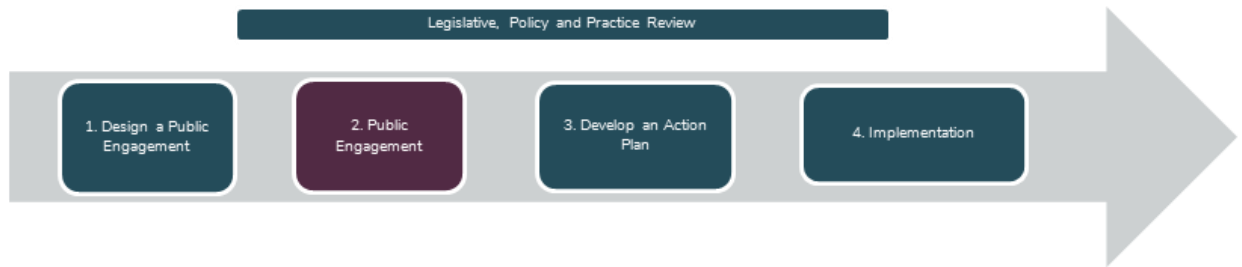 Legislative, Policy and Practice Review
1. Design a Public
Engagement
2. Public
Engagement
3. Develop an Action
Plan
4. Implementation